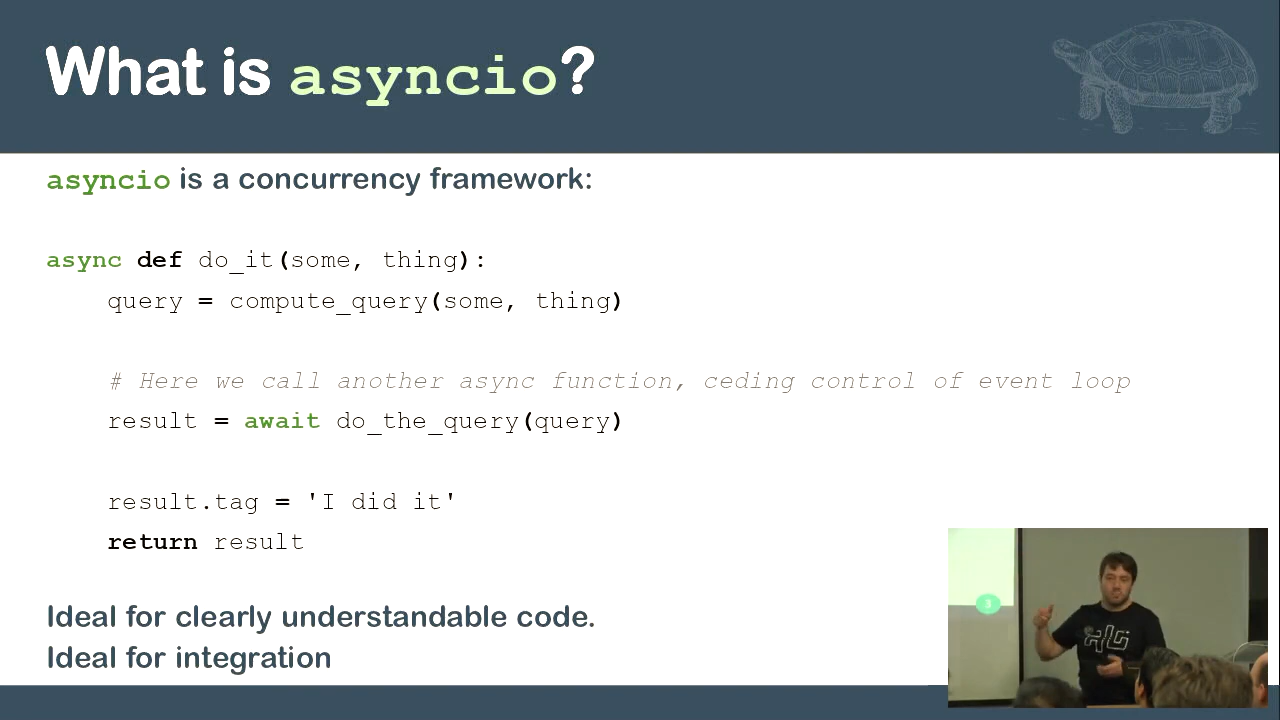 What is asyncio?
asyncio is a concurrency framework:
async def do_it(some, thing):
query = compute_query(some, thing)
# Here we call another async function, ceding control of event loop
result = await do_the_query(query)
result.tag = 'I did it'
return result
Ideal for clearly understandable code.
Ideal for integration
3